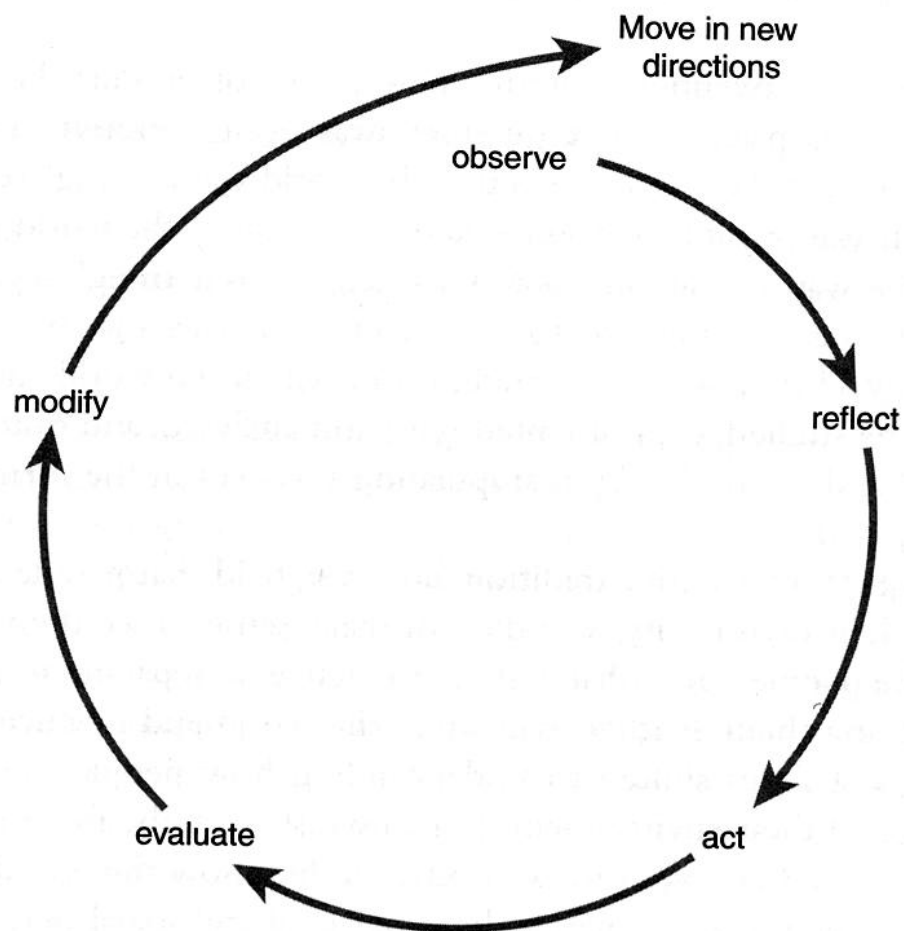 Move in new
directions
observe
reflect
act
evaluate
modify